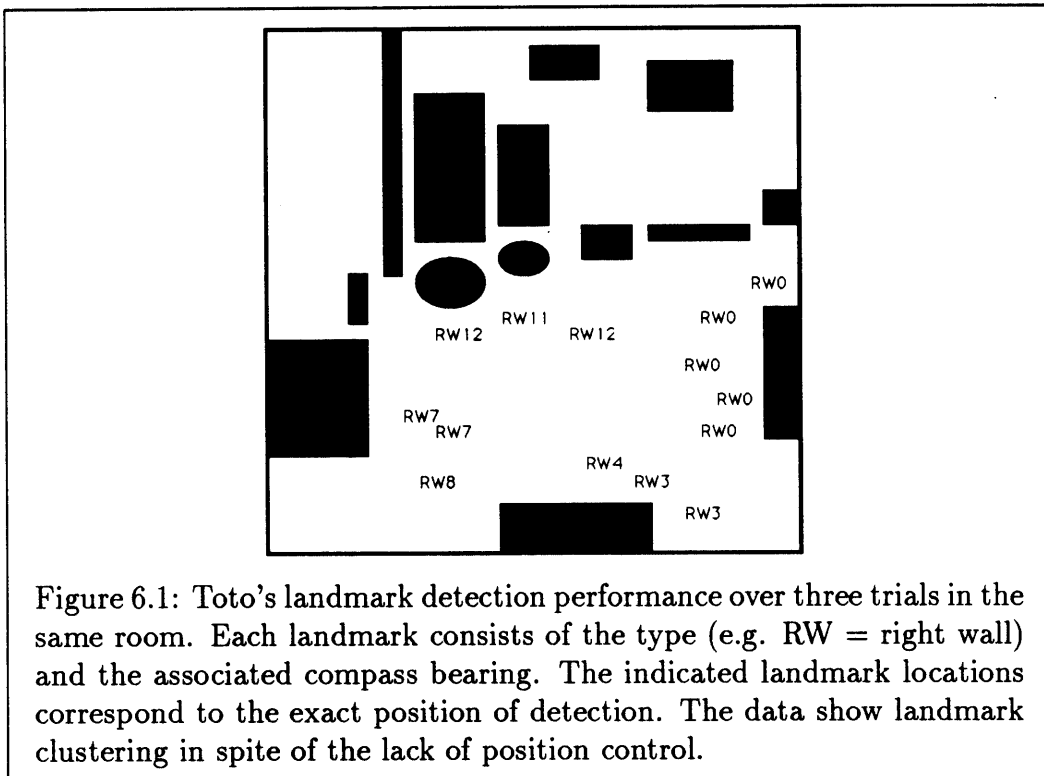 RW0
RW11
RW0
RW12
RW12
RW0
RW0
RW7
RW7
RW0
RW4
RW8
RW3
RW3
Figure 6.1: Toto's landmark detection performance over three trials in the
same room. Each landmark consists of the type (e.g. RW = right wall)
and the associated compass bearing. The indicated landmark locations
correspond to the exact position of detection. The data show landmark
clustering in spite of the lack of position control.